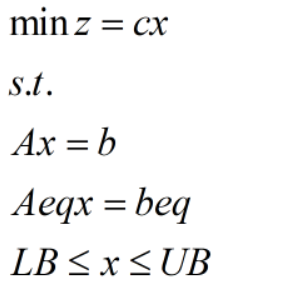 min z = cx
s.t.
Ax = b
Aeqx = beq
LB ≤ x ≤ UB